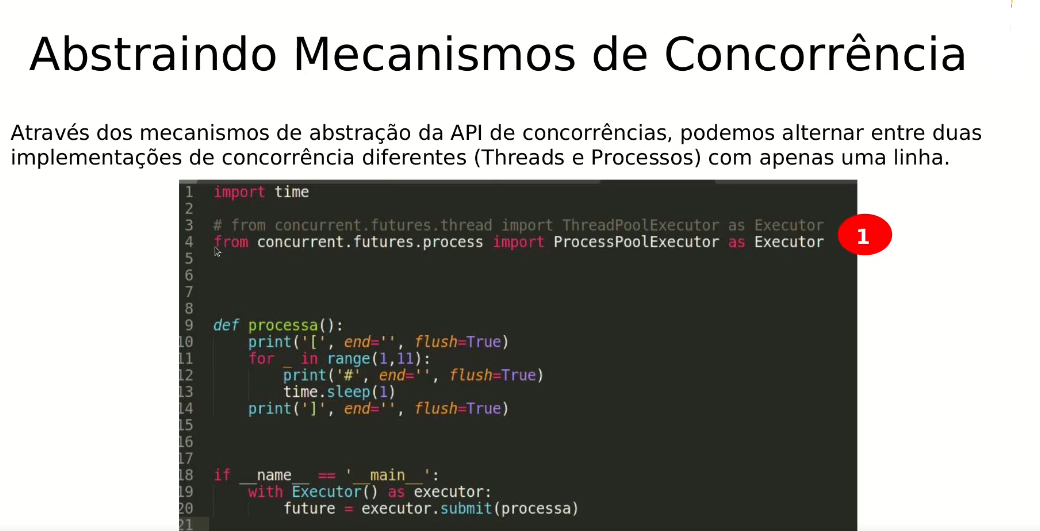 Abstraindo Mecanismos de Concorrência
Através dos mecanismos de abstração da API de concorrências, podemos alternar entre duas
implementações de concorrência diferentes (Threads e Processos) com apenas uma linha.
1 import time
2
3 # from concurrent.futures.thread import ThreadPoolExecutor as Executor
4 from concurrent.futures.process import ProcessPoolExecutor as Executor
1
5
6
7
8
9 def processa():
10     print('[', end='', flush=True)
11     for _ in range(1,11):
12         print('#', end='', flush=True)
13         time.sleep(1)
14     print(']', end='', flush=True)
15
16
17
18 if __name__ == '__main__':
19     with Executor() as executor:
20         future = executor.submit(processa)
21